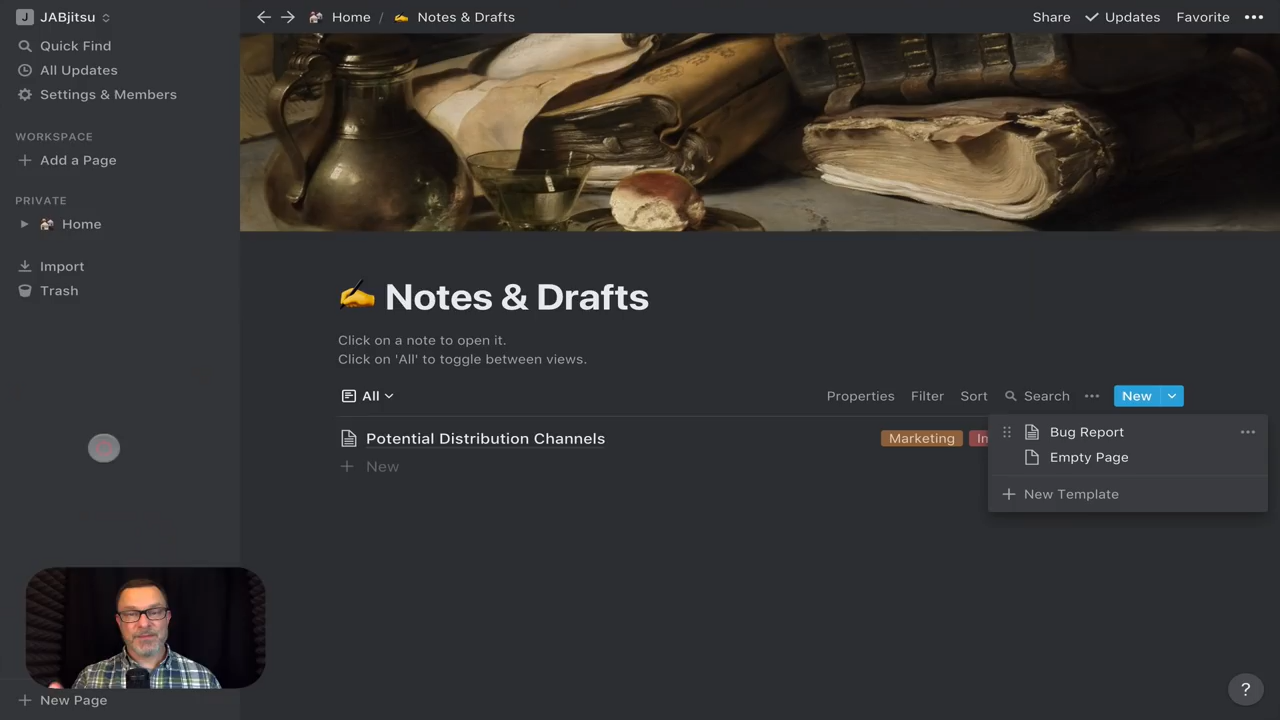 J JABjitsu
Quick Find
All Updates
Settings & Members
WORKSPACE
Add a Page
PRIVATE
Home
Import
Trash
New Page
Home / Notes & Drafts
Share Updates Favorite
Notes & Drafts
Click on a note to open it.
Click on 'All' to toggle between views.
All Properties Filter Sort Search New
Potential Distribution Channels Marketing
New
Bug Report
Empty Page
New Template
?